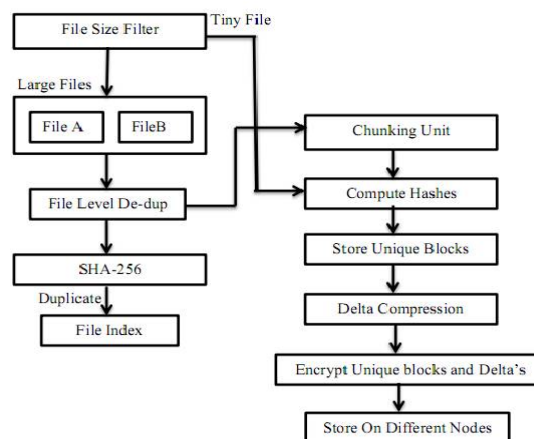 File Size Filter
Tiny File
Large Files
File A
FileB
File Level De-dup
SHA-256
Duplicate
File Index
Chunking Unit
Compute Hashes
Store Unique Blocks
Delta Compression
Encrypt Unique blocks and Delta's
Store On Different Nodes